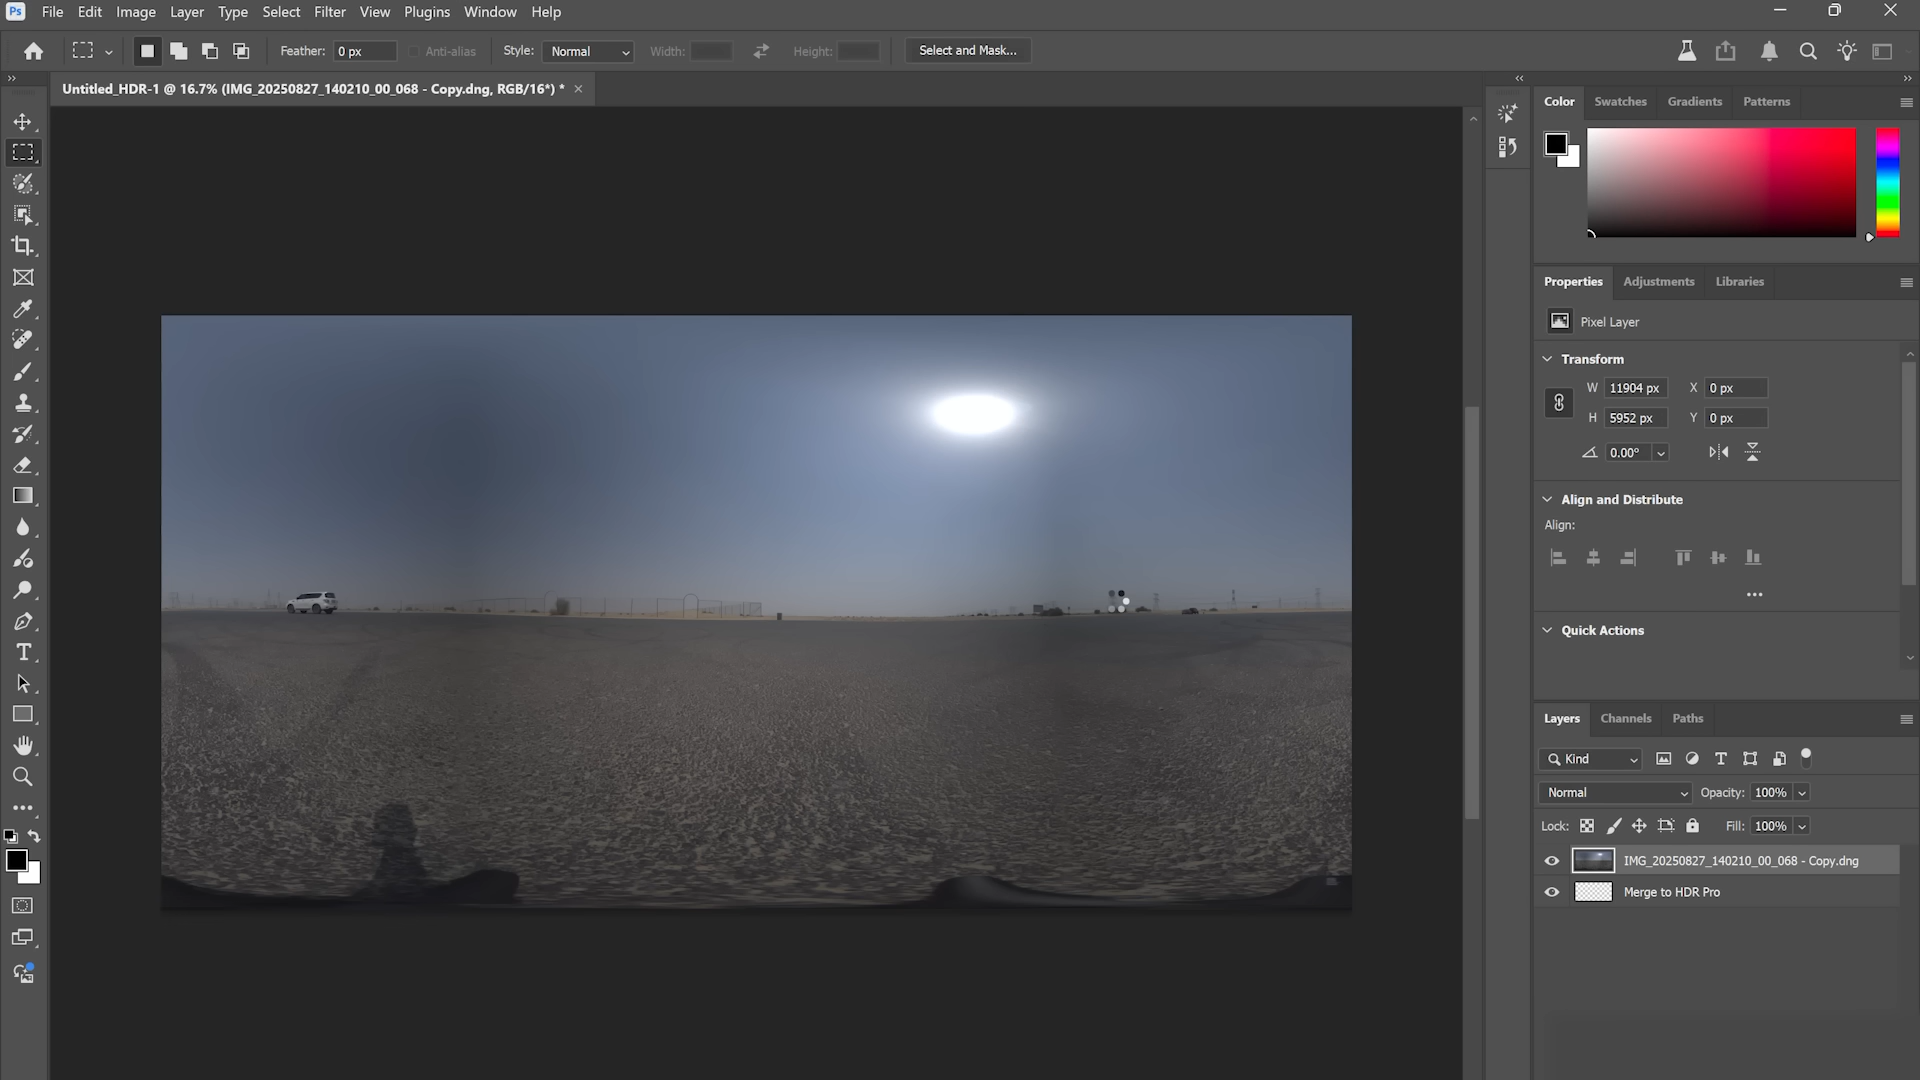 Ps File Edit Image Layer Type Select Filter View Plugins Window Help
Feather: 0 px Anti-alias Style: Normal Width: Height: Select and Mask...
Untitled_HDR-1 @ 16.7% (IMG_20250827_140210_00_068 - Copy.dng, RGB/16*) *
Color Swatches Gradients Patterns
Properties Adjustments Libraries
Pixel Layer
Transform
W 11904 px X 0 px
H 5952 px Y 0 px
0.00°
Align and Distribute
Align:
Quick Actions
Layers Channels Paths
Kind
Normal Opacity: 100%
Lock: Fill: 100%
IMG_20250827_140210_00_068 - Copy.dng
Merge to HDR Pro